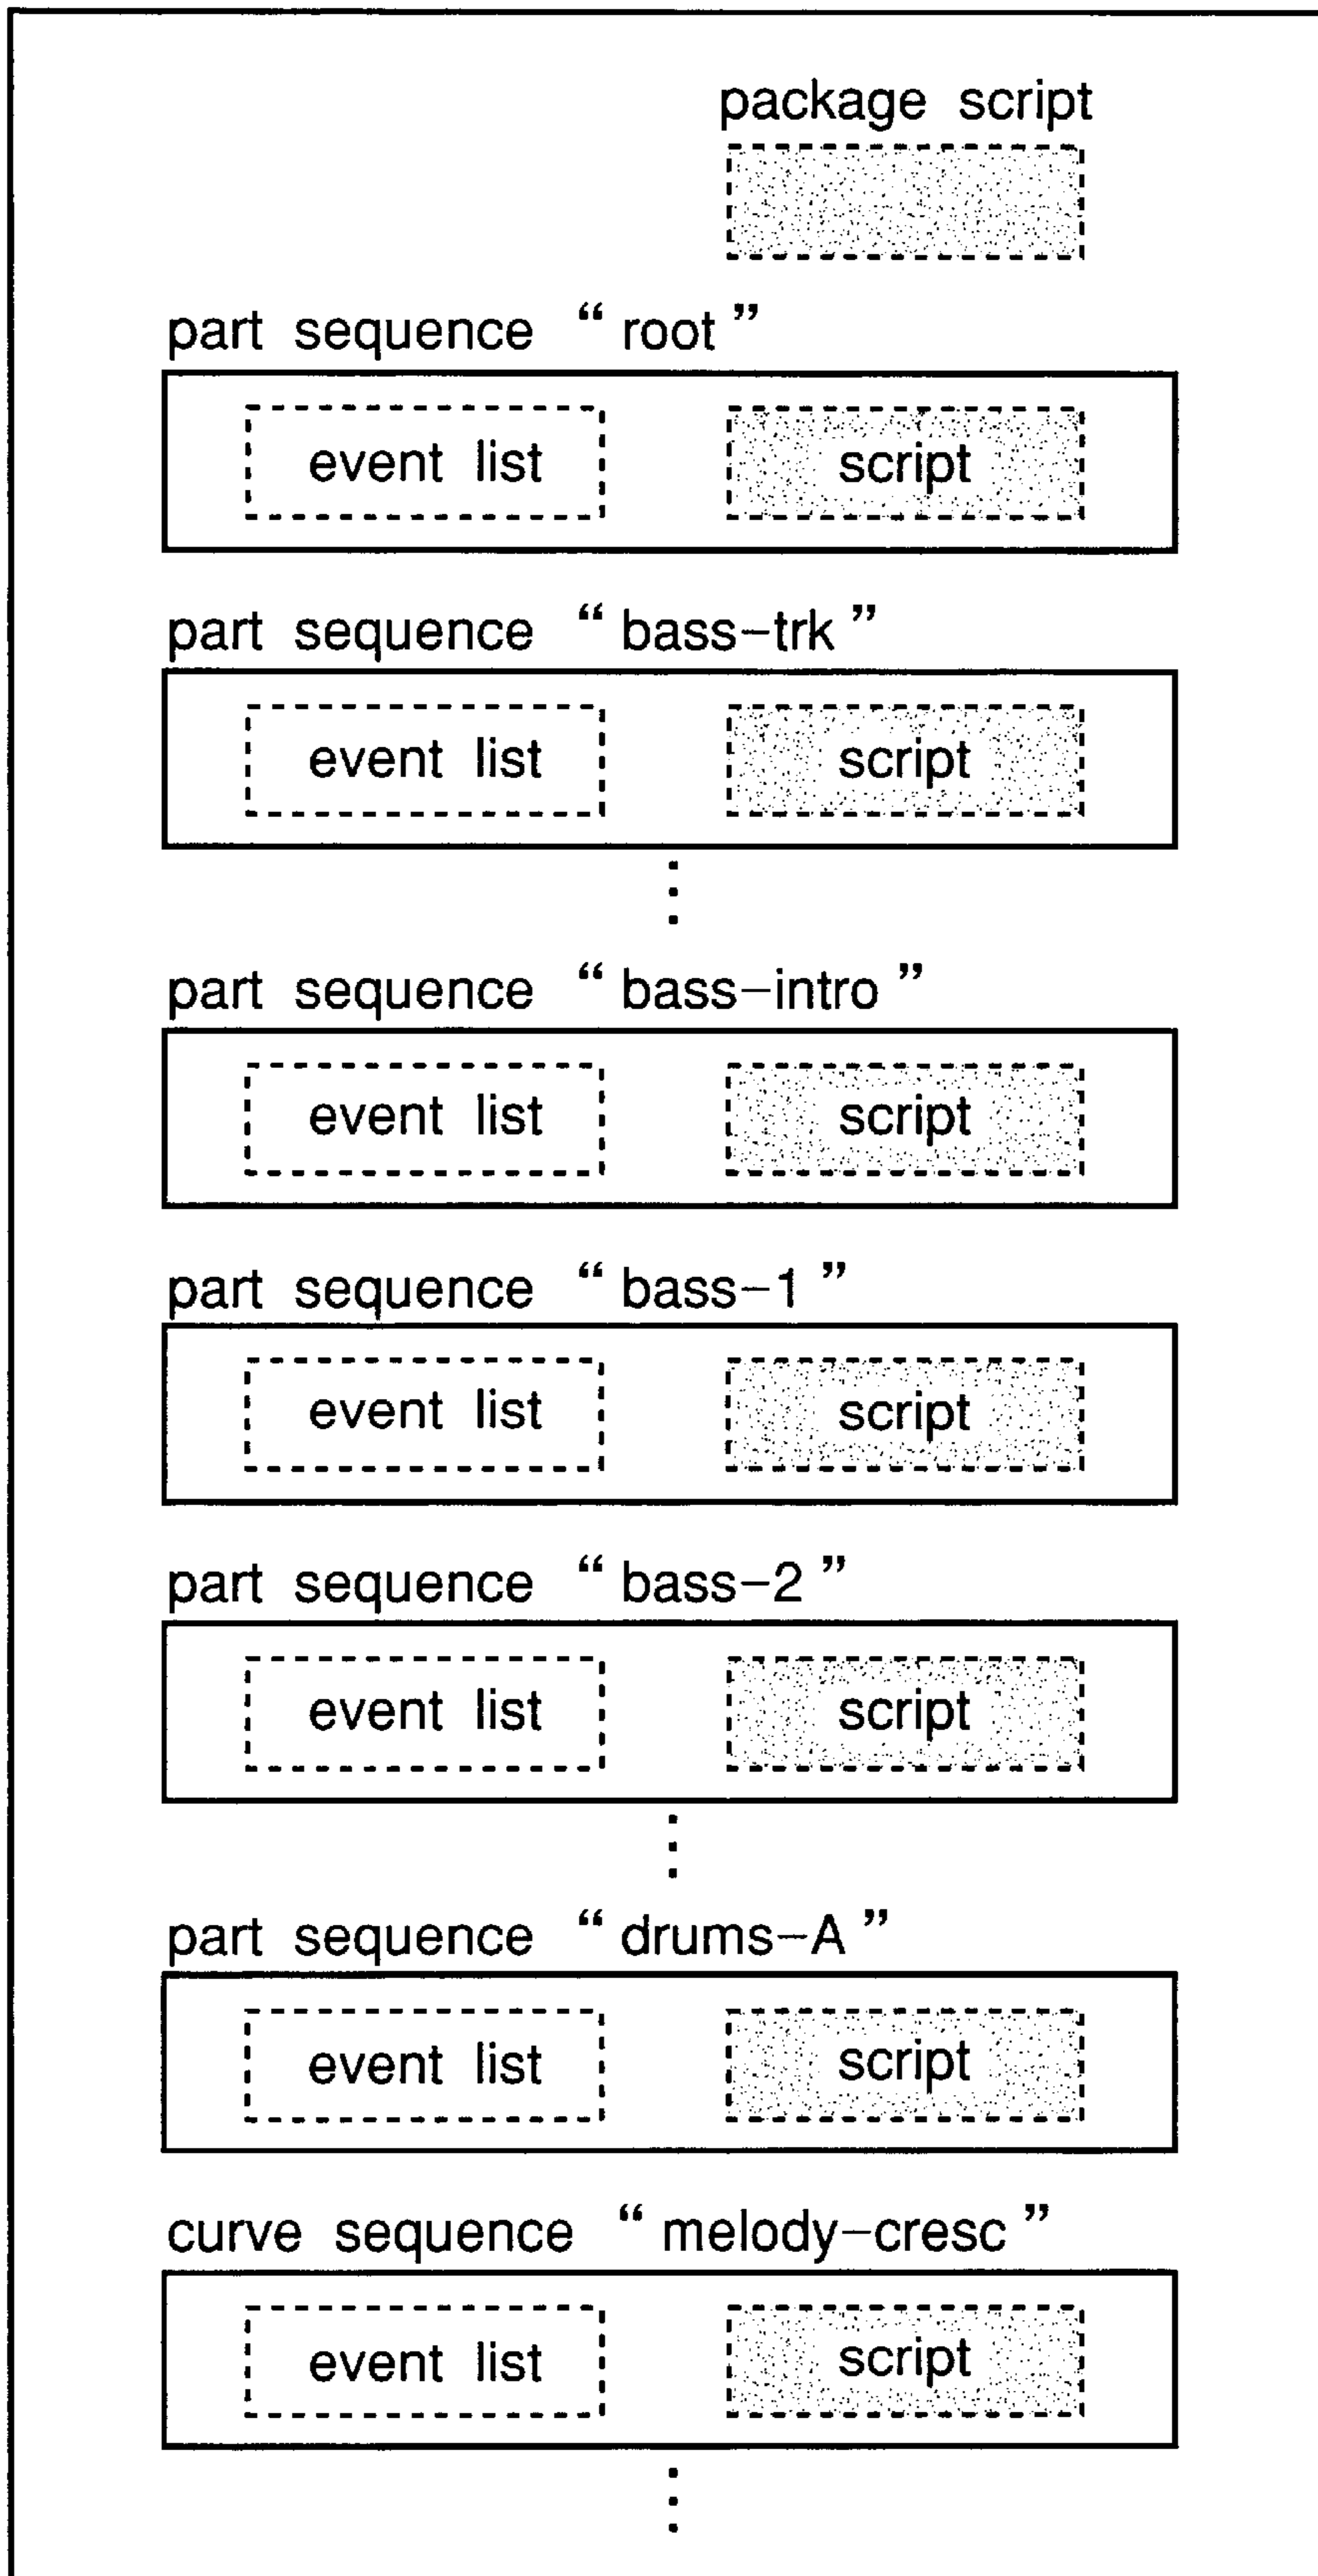 package script
part sequence “ root ”
event list script
part sequence “ bass–trk ”
event list script
part sequence “ bass–intro ”
event list script
part sequence “ bass–1 ”
event list script
part sequence “ bass–2 ”
event list script
part sequence “ drums–A ”
event list script
curve sequence “ melody–cresc ”
event list script